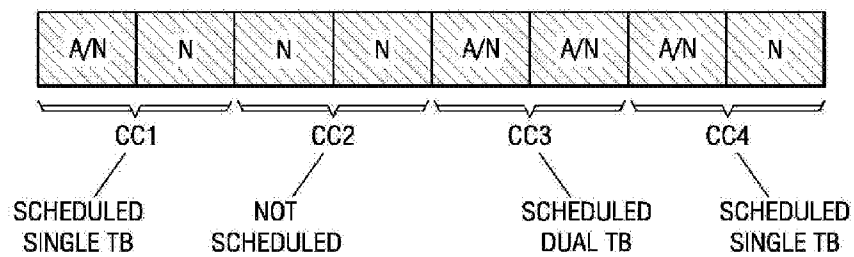 A/N N N N A/N A/N A/N N
CC1 CC2 CC3 CC4
SCHEDULED NOT SCHEDULED SCHEDULED
SINGLE TB SCHEDULED DUAL TB SINGLE TB